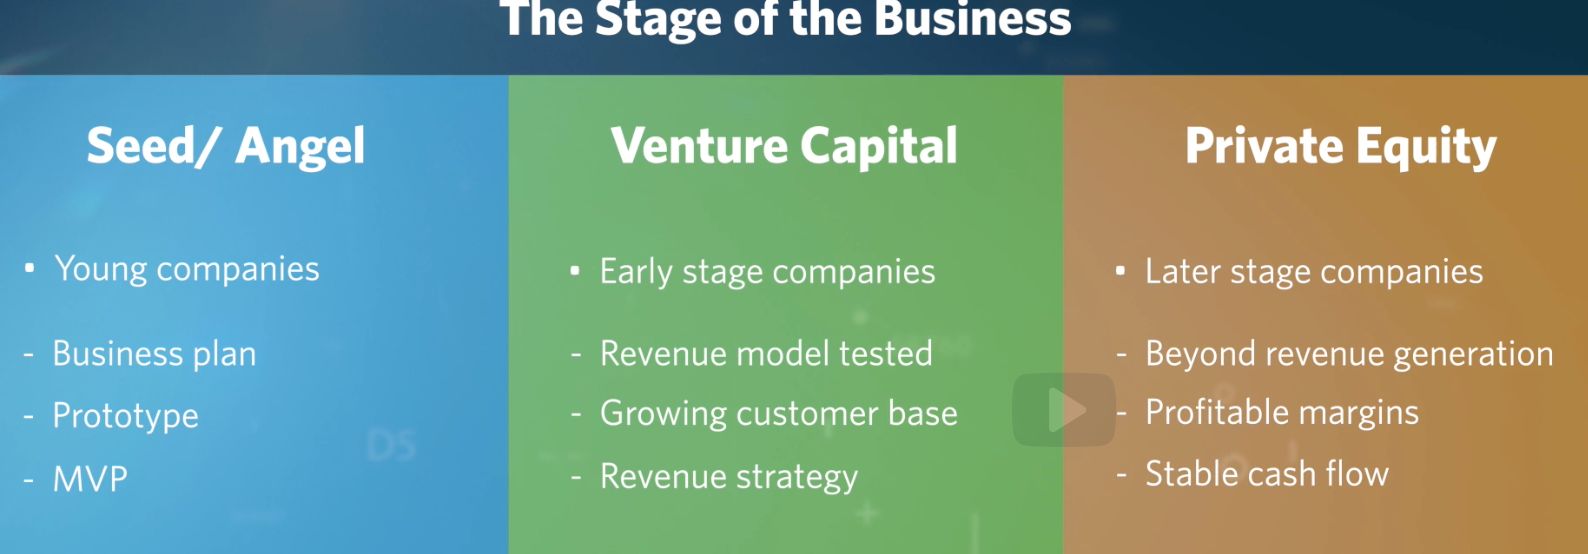 The Stage of the Business
Seed/ Angel
▪ Young companies
- Business plan
- Prototype
- MVP
Venture Capital
▪ Early stage companies
- Revenue model tested
- Growing customer base
- Revenue strategy
Private Equity
▪ Later stage companies
- Beyond revenue generation
- Profitable margins
- Stable cash flow
D5